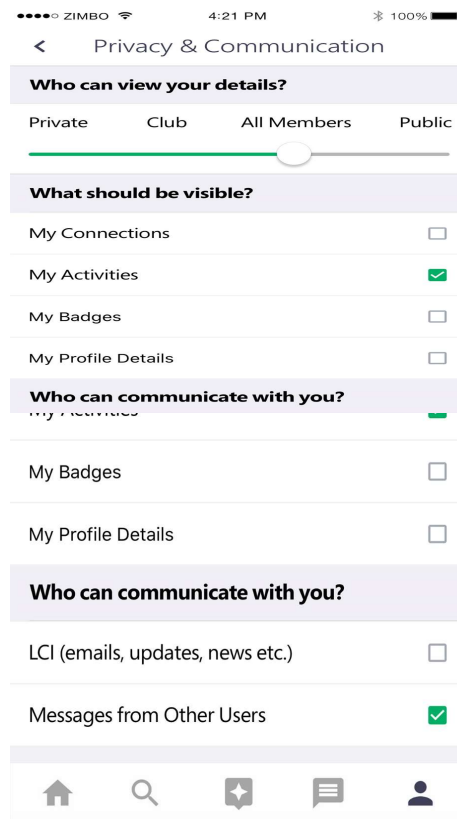 ZIMBO 4:21 PM 100%
Privacy & Communication
Who can view your details?
Private Club All Members Public
What should be visible?
My Connections
My Activities
My Badges
My Profile Details
Who can communicate with you?
My Activities
My Badges
My Profile Details
Who can communicate with you?
LCI (emails, updates, news etc.)
Messages from Other Users